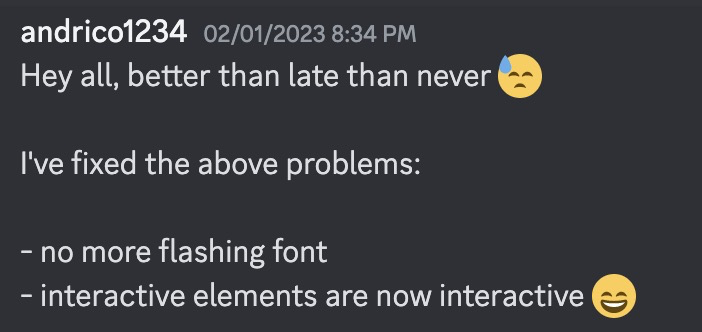 andrico1234 02/01/2023 8:34 PM
Hey all, better than late than never 😓
I've fixed the above problems:
- no more flashing font
- interactive elements are now interactive 😄